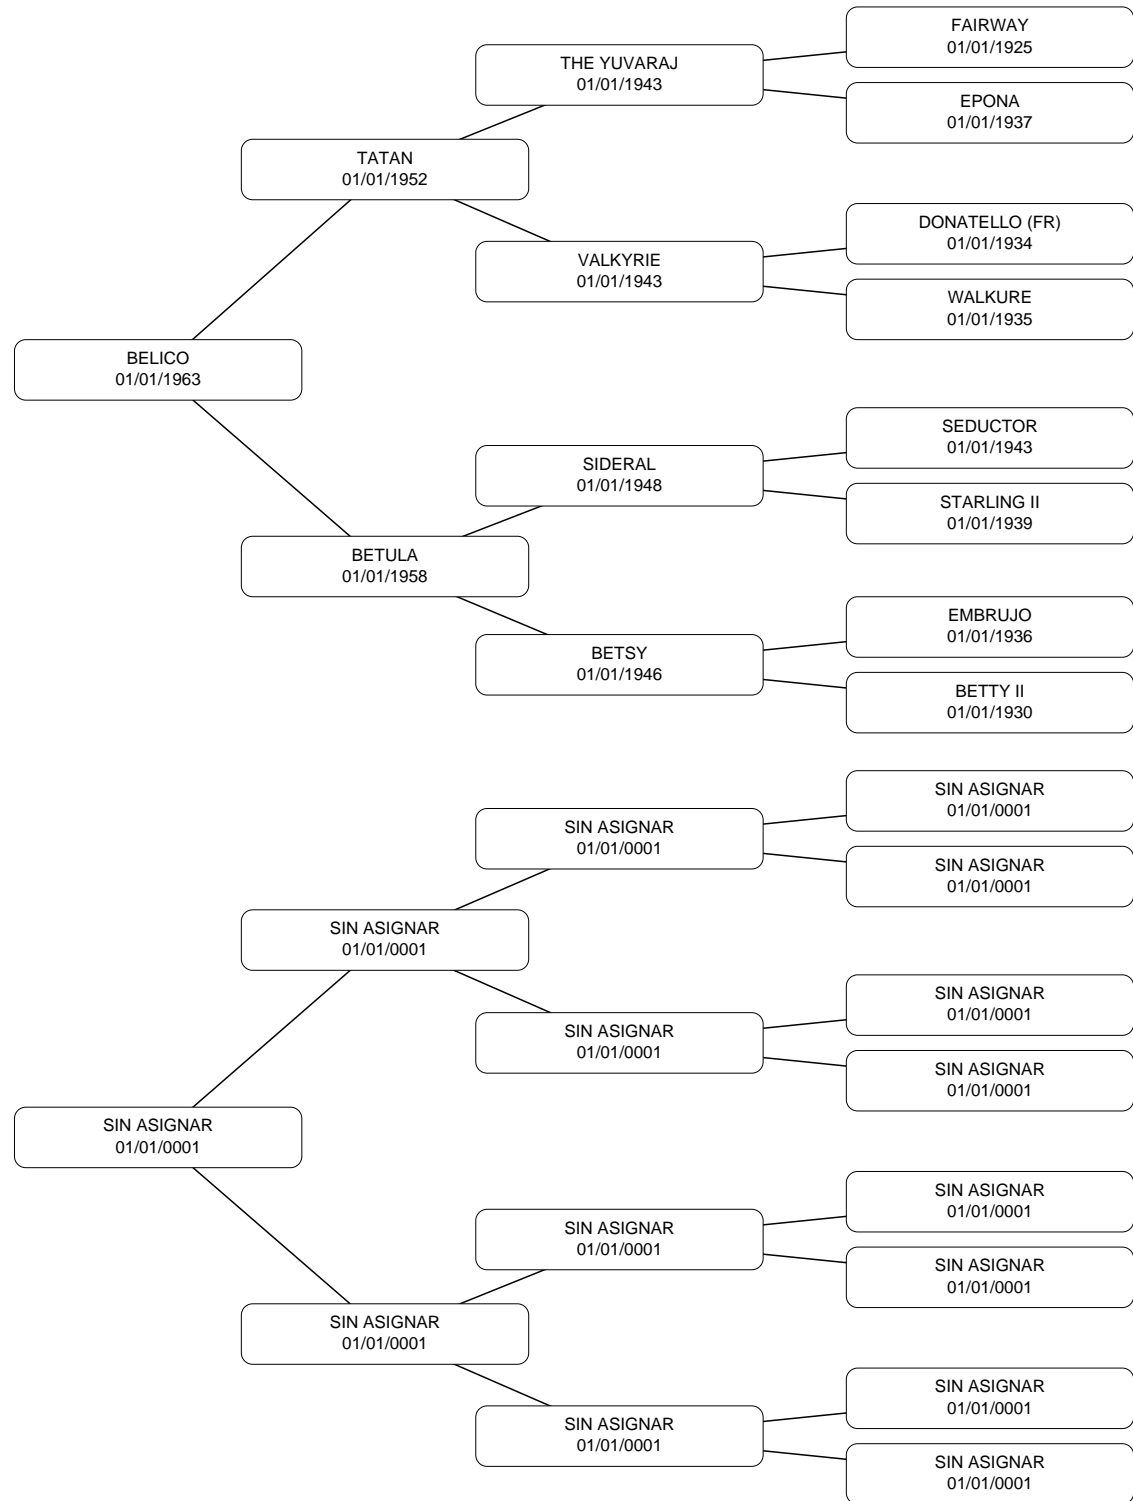 FAIRWAY
01/01/1925
THE YUVARAJ
01/01/1943
EPONA
01/01/1937
TATAN
01/01/1952
DONATELLO (FR)
01/01/1934
VALKYRIE
01/01/1943
WALKURE
01/01/1935
BELICO
01/01/1963
SEDUCTOR
01/01/1943
SIDERAL
01/01/1948
STARLING II
01/01/1939
BETULA
01/01/1958
EMBRUJO
01/01/1936
BETSY
01/01/1946
BETTY II
01/01/1930
SIN ASIGNAR
01/01/0001
SIN ASIGNAR
01/01/0001
SIN ASIGNAR
01/01/0001
SIN ASIGNAR
01/01/0001
SIN ASIGNAR
01/01/0001
SIN ASIGNAR
01/01/0001
SIN ASIGNAR
01/01/0001
SIN ASIGNAR
01/01/0001
SIN ASIGNAR
01/01/0001
SIN ASIGNAR
01/01/0001
SIN ASIGNAR
01/01/0001
SIN ASIGNAR
01/01/0001
SIN ASIGNAR
01/01/0001
SIN ASIGNAR
01/01/0001
SIN ASIGNAR
01/01/0001